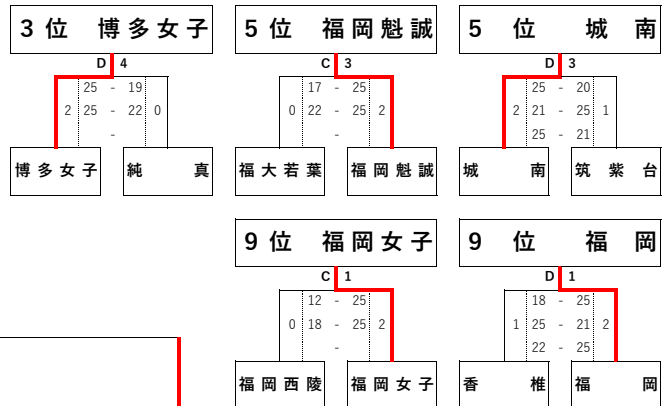 3 位 博多女子
5 位 福岡魁誠
5 位 城 南
D 4
C 3
D 3
25 - 19
17 - 25
25 - 20
2 25 - 22 0
0 22 - 25 2
2 21 - 25 1
-
-
25 - 21
博多女子 純 真
福大若葉 福岡魁誠
城 南 筑紫台
9 位 福岡女子
9 位 福 岡
C 1
D 1
12 - 25
18 - 25
0 18 - 25 2
1 25 - 21 2
-
22 - 25
福岡西陵 福岡女子
香 椎 福 岡